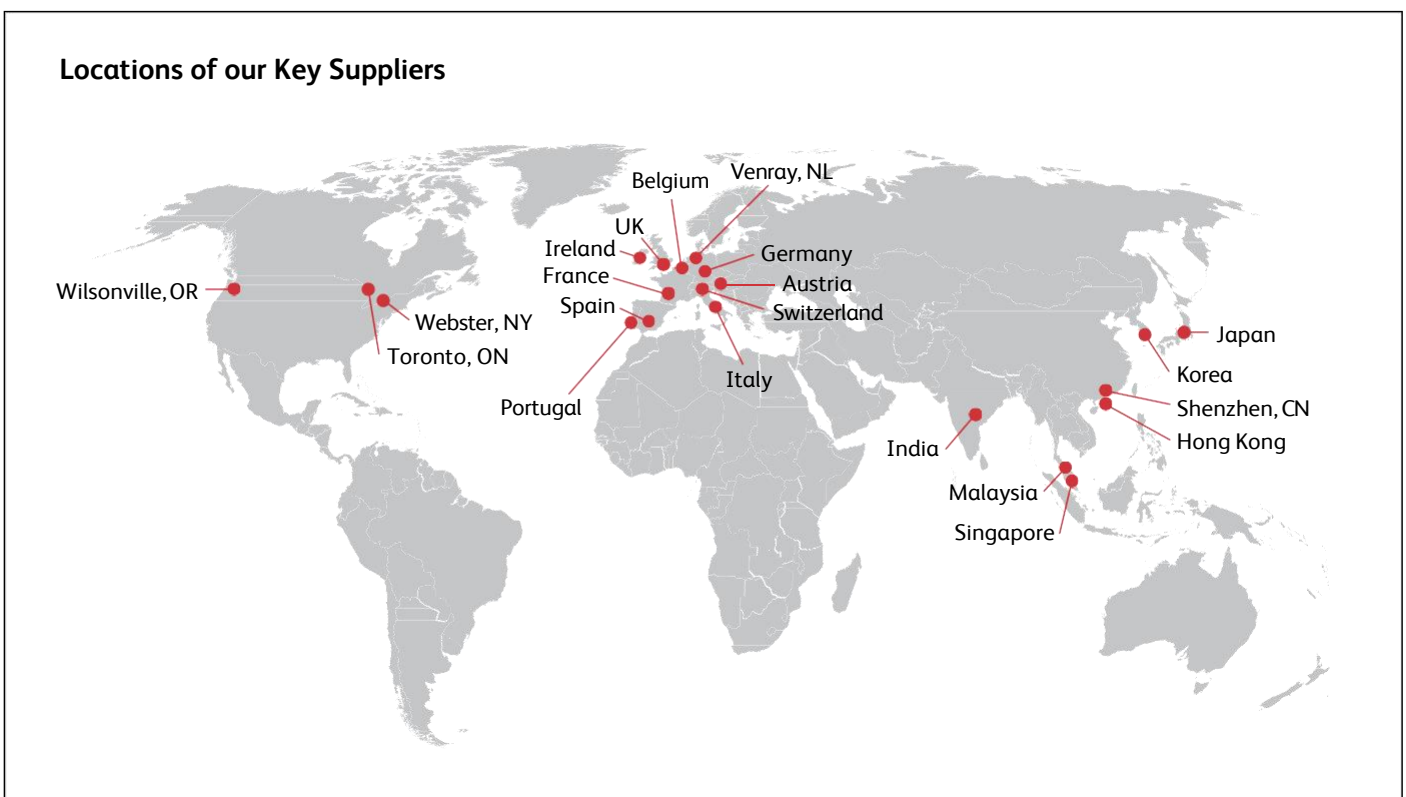 Locations of our Key Suppliers
Belgium
Venray, NL
UK
Ireland
Germany
France
Austria
Wilsonville, OR
Spain
Switzerland
Webster, NY
Japan
Toronto, ON
Korea
Italy
Portugal
Shenzhen, CN
Hong Kong
India
Malaysia
Singapore